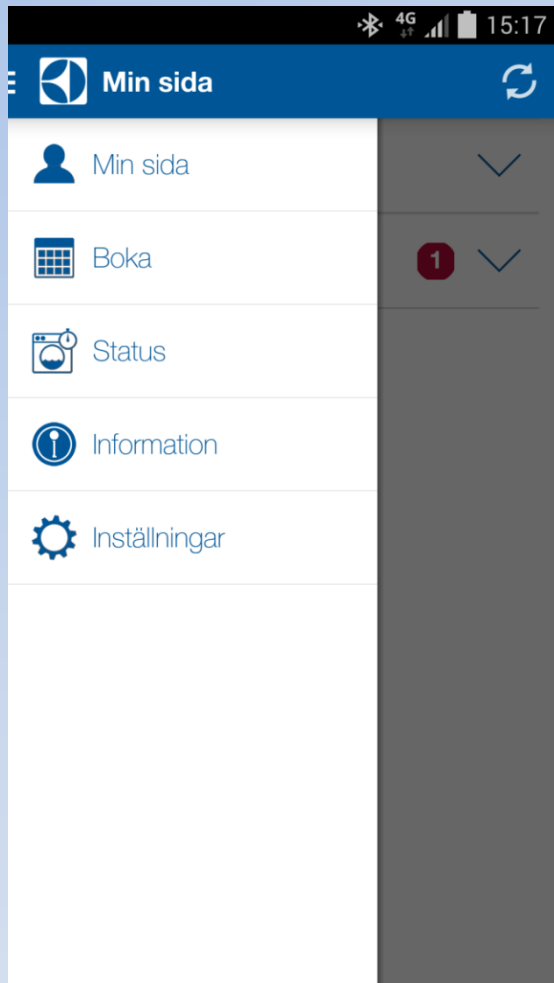 4G 15:17
Min sida
Min sida
Boka
1
Status
Information
Inställningar